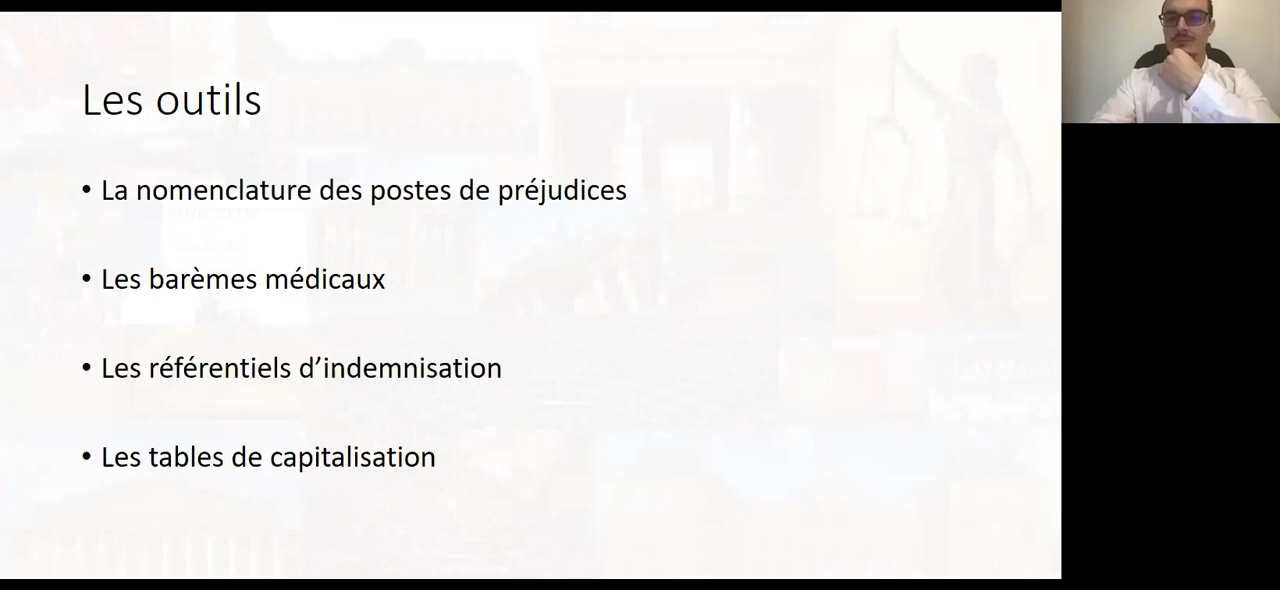 Les outils
• La nomenclature des postes de préjudices
• Les barèmes médicaux
• Les référentiels d’indemnisation
• Les tables de capitalisation